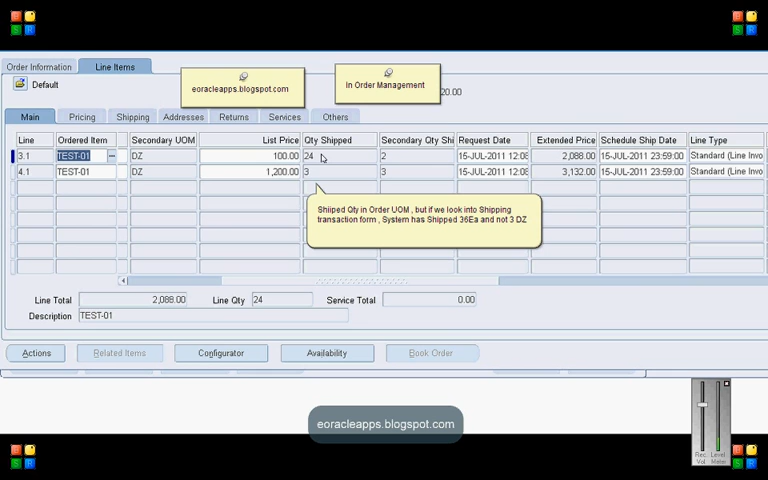 Order Information Line Items
Default
eoracleapps.blogspot.com
In Order Management
20.00
Main Pricing Shipping Addresses Returns Services Others
Line Ordered Item Secondary UOM List Price Qty Shipped Secondary Qty Shi Request Date Extended Price Schedule Ship Date Line Type
3.1 TEST-01 DZ 100.00 24 2 15-JUL-2011 12:08 2,088.00 15-JUL-2011 23:59:00 Standard (Line Invo
4.1 TEST-01 DZ 1,200.00 3 3 15-JUL-2011 12:08 3,132.00 15-JUL-2011 23:59:00 Standard (Line Invo
Shiiped Qty in Order UOM , but if we look into Shipping
transaction form , System has Shipped 36Ea and not 3 DZ
Line Total 2,088.00 Line Qty 24 Service Total 0.00
Description TEST-01
Actions Related Items Configurator Availability Book Order
eoracleapps.blogspot.com
Rec Level
Vol Meter